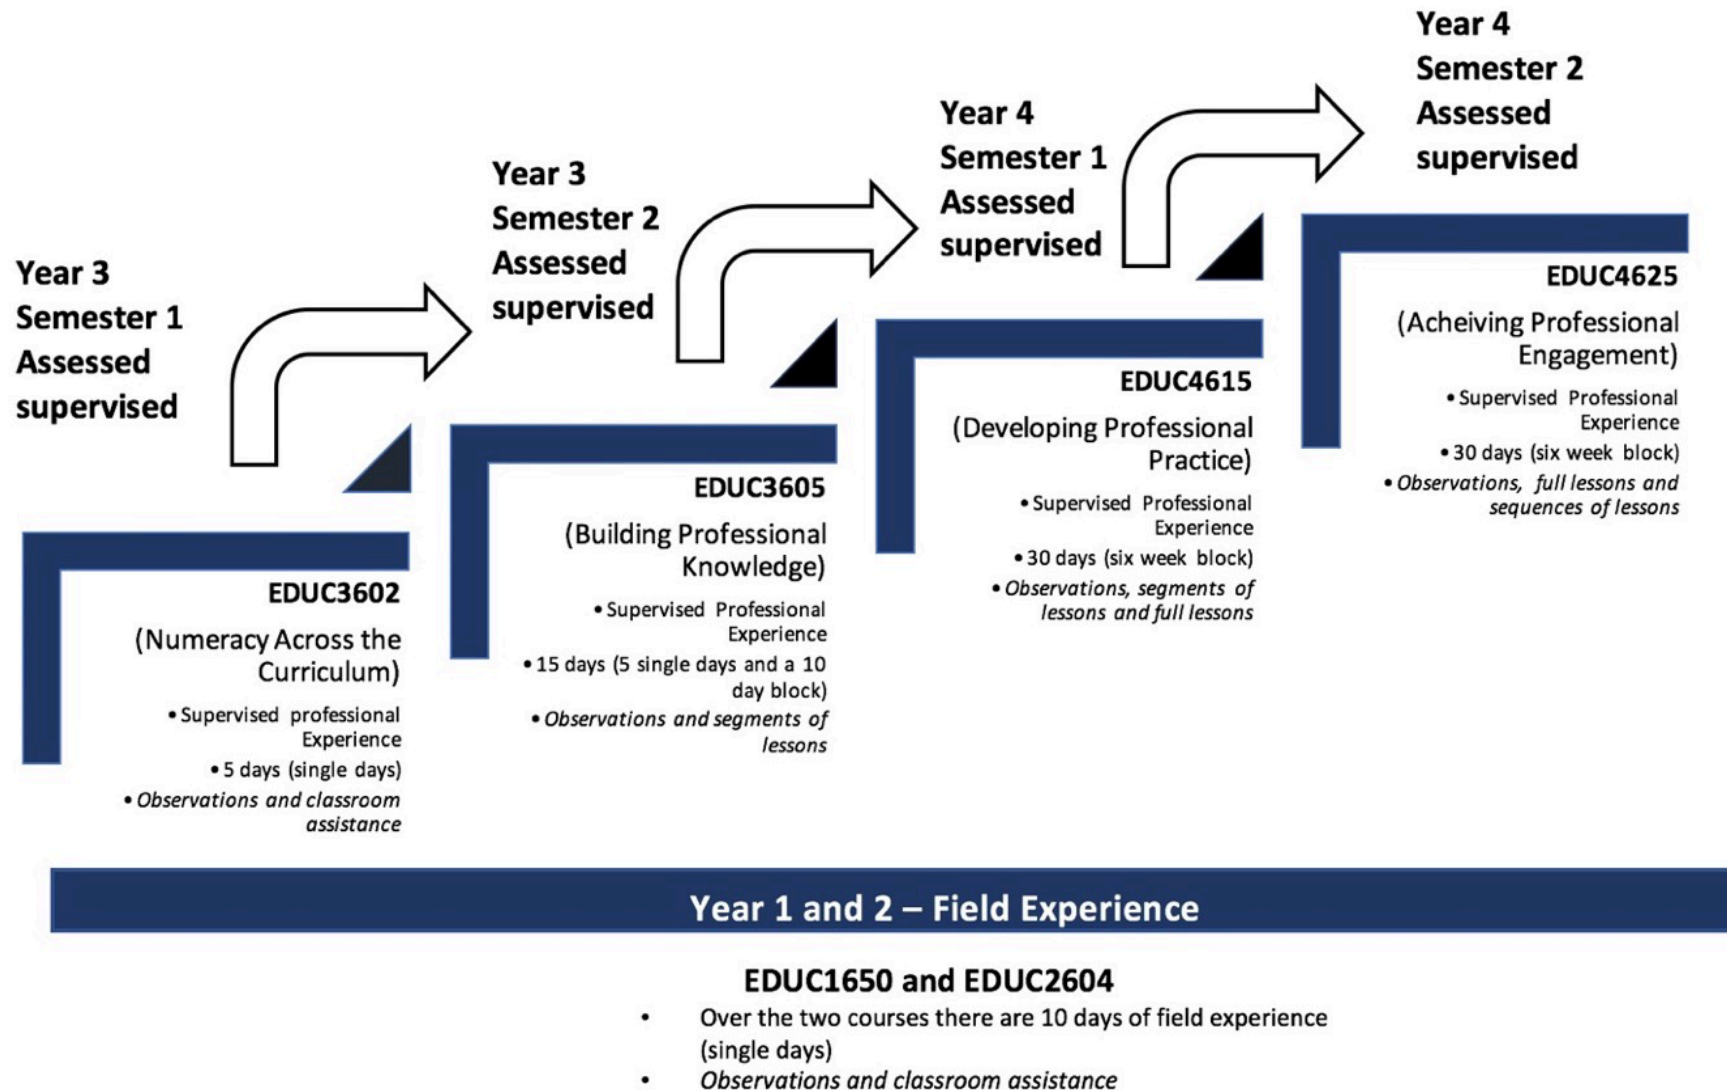 Year 3
Semester 1
Assessed
supervised
EDUC3602
(Numeracy Across the
Curriculum)
• Supervised professional
Experience
• 5 days (single days)
• Observations and classroom
assistance
Year 3
Semester 2
Assessed
supervised
EDUC3605
(Building Professional
Knowledge)
• Supervised Professional
Experience
• 15 days (5 single days and a 10
day block)
• Observations and segments of
lessons
Year 4
Semester 1
Assessed
supervised
EDUC4615
(Developing Professional
Practice)
• Supervised Professional
Experience
• 30 days (six week block)
• Observations, segments of
lessons and full lessons
Year 4
Semester 2
Assessed
supervised
EDUC4625
(Acheiving Professional
Engagement)
• Supervised Professional
Experience
• 30 days (six week block)
• Observations, full lessons and
sequences of lessons
Year 1 and 2 – Field Experience
EDUC1650 and EDUC2604
• Over the two courses there are 10 days of field experience
(single days)
• Observations and classroom assistance